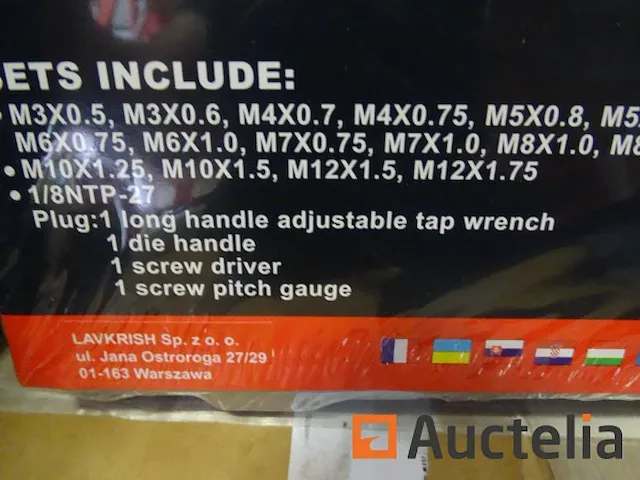 SETS INCLUDE:
• M3X0.5, M3X0.6, M4X0.7, M4X0.75, M5X0.8, M5
M6X0.75, M6X1.0, M7X0.75, M7X1.0, M8X1.0, M8
• M10X1.25, M10X1.5, M12X1.5, M12X1.75
• 1/8NTP-27
Plug:1 long handle adjustable tap wrench
1 die handle
1 screw driver
1 screw pitch gauge
LAVKRISH Sp. z o. o.
ul. Jana Ostroroga 27/29
01-163 Warszawa
Auctelia